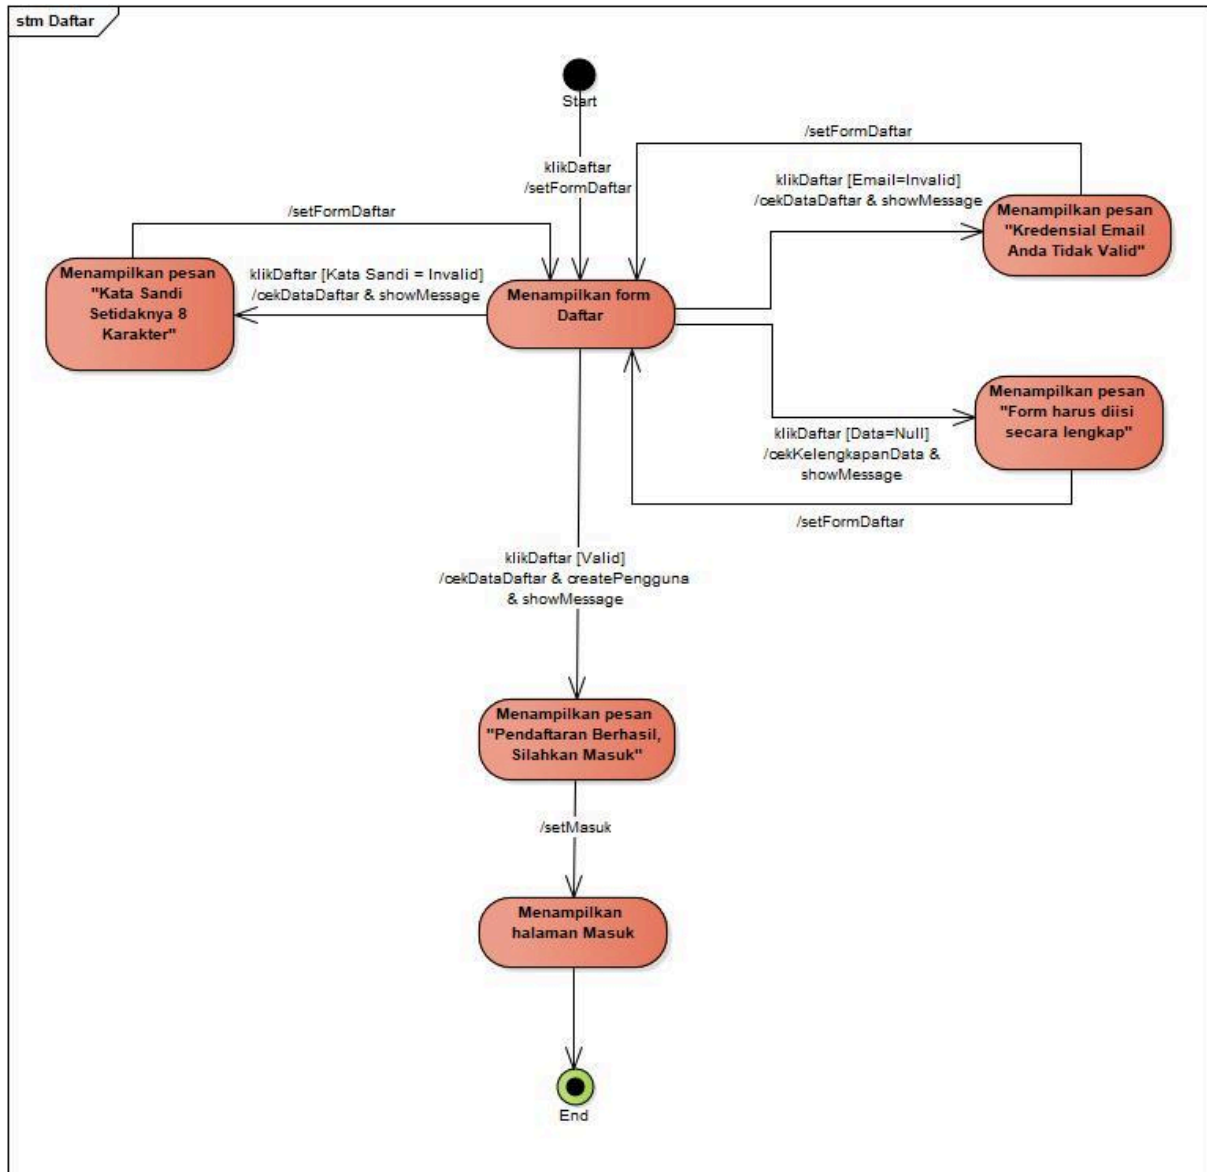 stm Daftar
Start
klikDaftar
/setFormDaftar
/setFormDaftar
klikDaftar [Email=Invalid]
/cekDataDaftar & showMessage
Menampilkan pesan
"Kredensial Email
Anda Tidak Valid"
/setFormDaftar
Menampilkan pesan
"Kata Sandi
Setidaknya 8
Karakter"
klikDaftar [Kata Sandi = Invalid]
/cekDataDaftar & showMessage
Menampilkan form
Daftar
Menampilkan pesan
"Form harus diisi
secara lengkap"
klikDaftar [Data=Null]
/cekKelengkapanData &
showMessage
/setFormDaftar
klikDaftar [Valid]
/cekDataDaftar & createPengguna
& showMessage
Menampilkan pesan
"Pendaftaran Berhasil,
Silahkan Masuk"
/setMasuk
Menampilkan
halaman Masuk
End